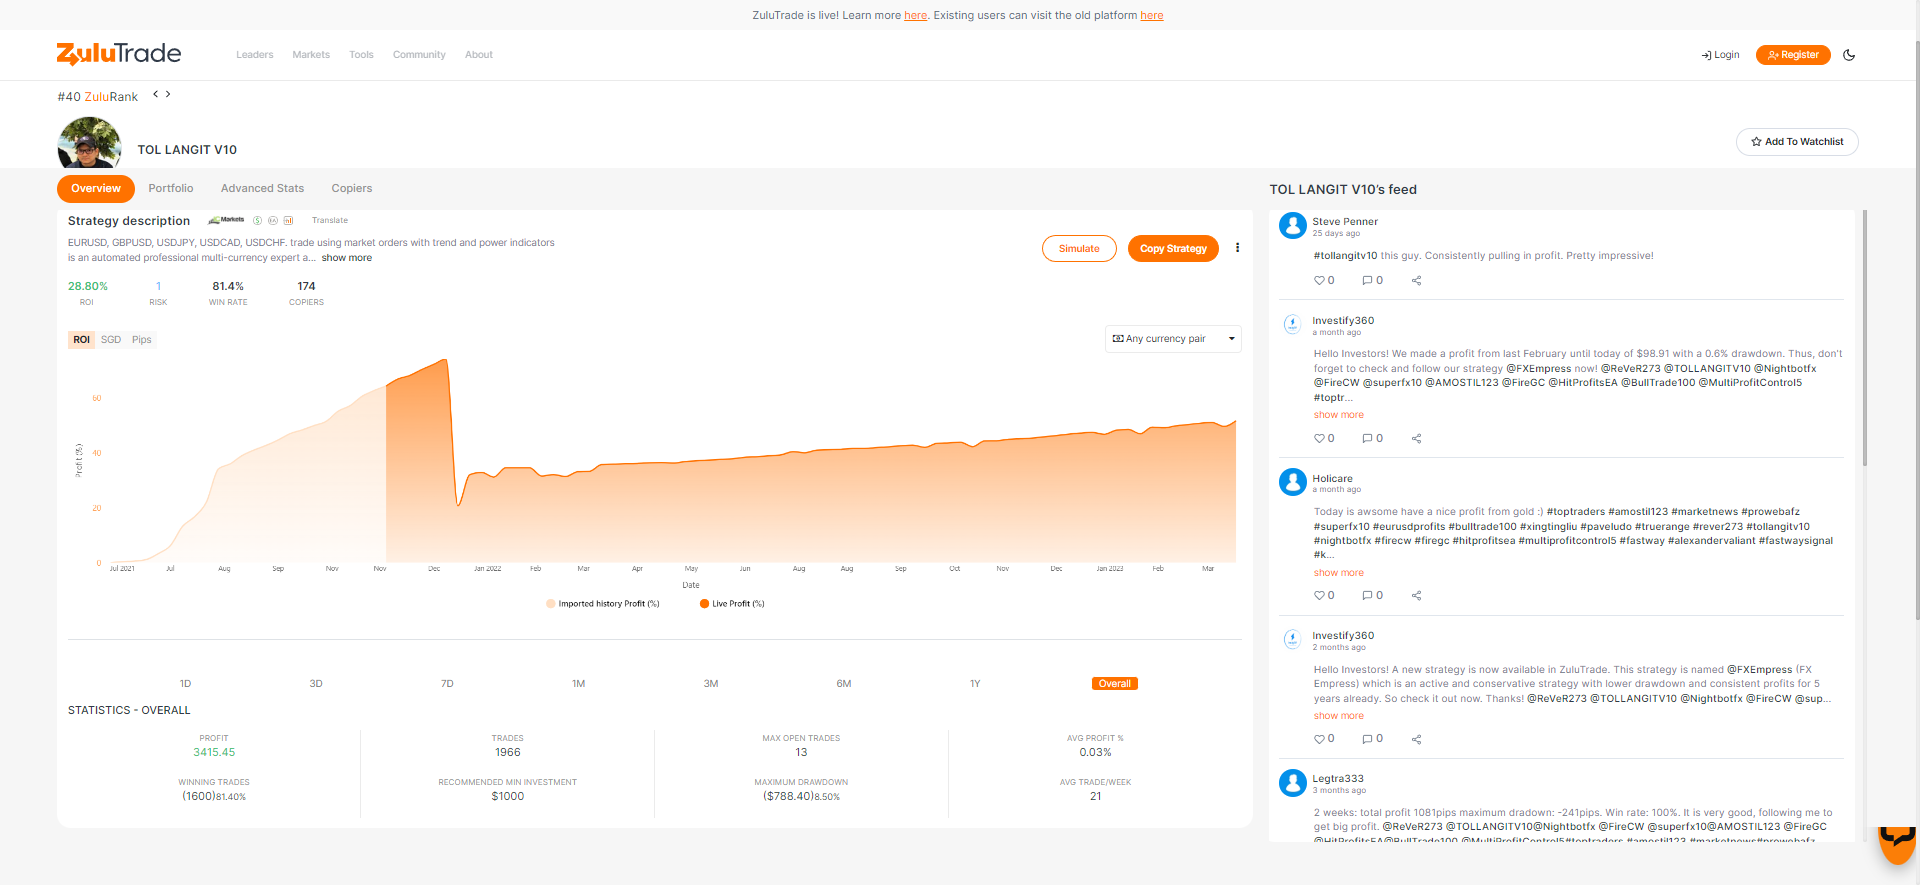 ZuluTrade is live! Learn more here. Existing users can visit the old platform here
ZuluTrade
Leaders Markets Tools Community About
Login Register
#40 ZuluRank < >
TOL LANGIT V10
Add To Watchlist
Overview Portfolio Advanced Stats Copiers
Strategy description Markets Translate
EURUSD, GBPUSD, USDJPY, USDCAD, USDCHF. trade using market orders with trend and power indicators
is an automated professional multi-currency expert a... show more
Simulate Copy Strategy
28.80% 1 81.4% 174
ROI RISK WIN RATE COPIERS
ROI SGD Pips
Any currency pair
60
40
20
0
Profit (%)
Jul 2021 Jul Aug Sep Nov Nov Dec Jan 2022 Feb Mar Apr May Jun Aug Aug Sep Oct Nov Dec Jan 2023 Feb Mar
Date
Imported history Profit (%) Live Profit (%)
1D 3D 7D 1M 3M 6M 1Y Overall
STATISTICS - OVERALL
PROFIT TRADES MAX OPEN TRADES AVG PROFIT %
3415.45 1966 13 0.03%
WINNING TRADES RECOMMENDED MIN INVESTMENT MAXIMUM DRAWDOWN AVG TRADE/WEEK
(1600)81.40% $1000 ($788.40)8.50% 21
TOL LANGIT V10's feed
Steve Penner
25 days ago
#tollangitv10 this guy. Consistently pulling in profit. Pretty impressive!
0 0
Investify360
a month ago
Hello Investors! We made a profit from last February until today of $98.91 with a 0.6% drawdown. Thus, don't
forget to check and follow our strategy @FXEmpress now! @ReVeR273 @TOLLANGITV10 @Nightbotfx
@FireCW @superfx10 @AMOSTIL123 @FireGC @HitProfitsEA @BullTrade100 @MultiProfitControl5
#toptr...
show more
0 0
Holicare
a month ago
Today is awsome have a nice profit from gold :) #toptraders #amostil123 #marketnews #prowebafz
#superfx10 #eurusdprofits #bulltrade100 #xingtingliu #paveludo #truerange #rever273 #tollangitv10
#nightbotfx #firecw #firegc #hitprofitsea #multiprofitcontrol5 #fastway #alexandervaliant #fastwaysignal
#k...
show more
0 0
Investify360
2 months ago
Hello Investors! A new strategy is now available in ZuluTrade. This strategy is named @FXEmpress (FX
Empress) which is an active and conservative strategy with lower drawdown and consistent profits for 5
years already. So check it out now. Thanks! @ReVeR273 @TOLLANGITV10 @Nightbotfx @FireCW @sup...
show more
0 0
Legtra333
3 months ago
2 weeks: total profit 1081pips maximum dradown: -241pips. Win rate: 100%. It is very good, following me to
get big profit. @ReVeR273 @TOLLANGITV10@Nightbotfx @FireCW @superfx10@AMOSTIL123 @FireGC
@HitProfitsEA@BullTrade100 @MultiProfitControl5#toptraders #amostil123 #marketnews#prowebafz